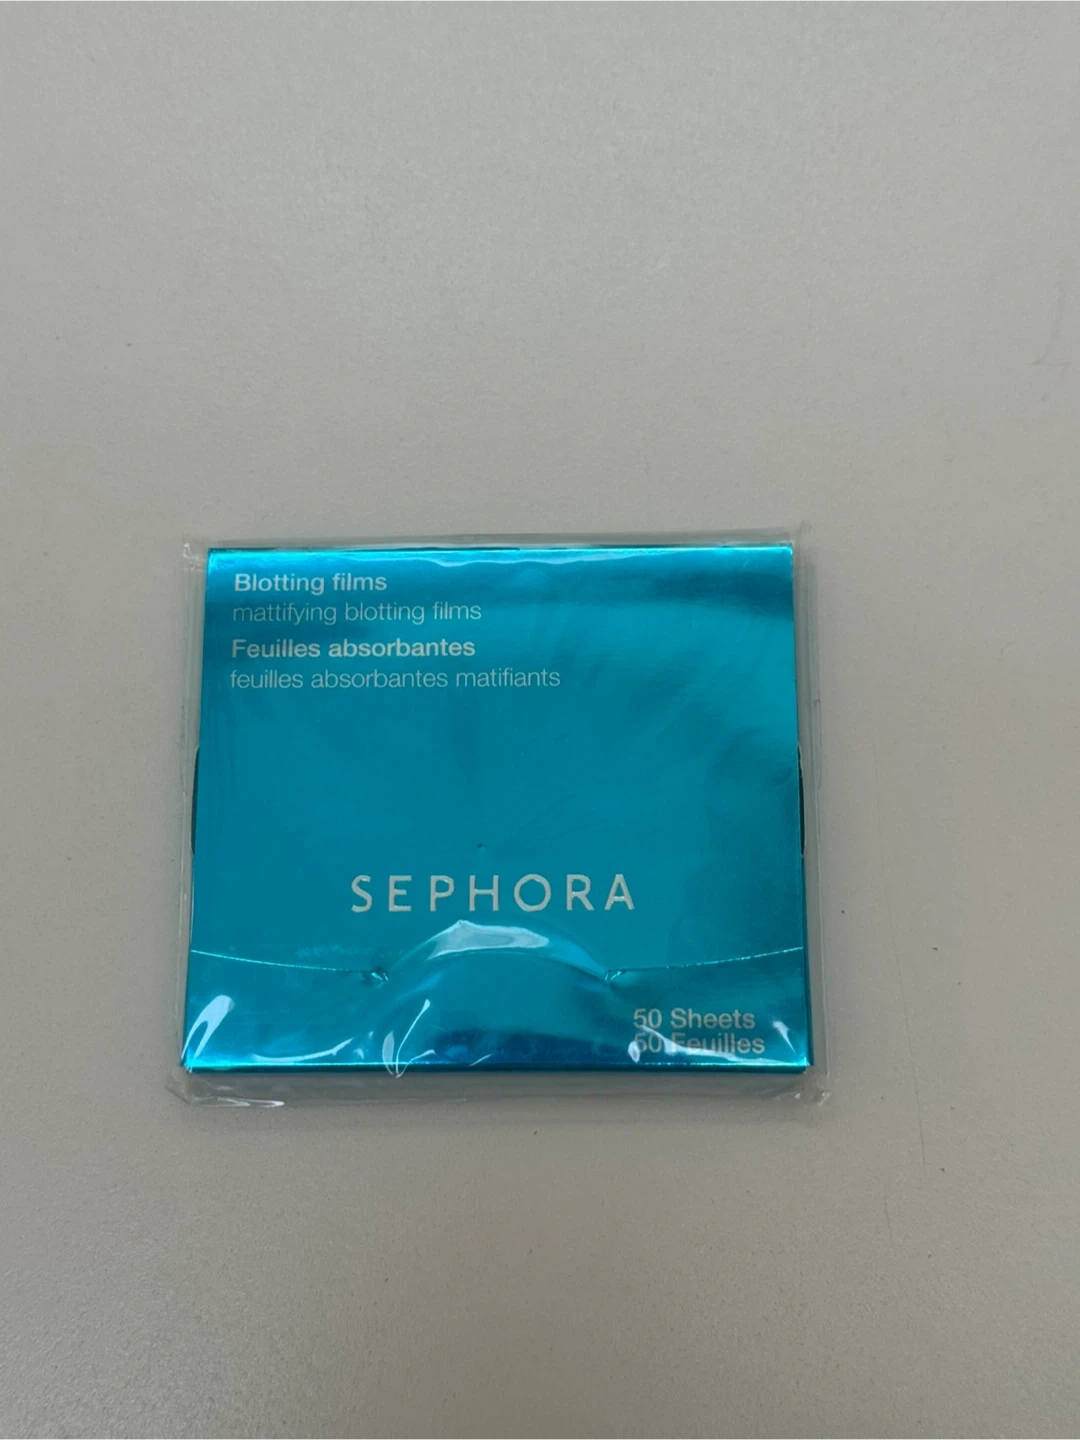 Blotting films
mattifying blotting films
Feuilles absorbantes
feuilles absorbantes matifiants
SEPHORA
50 Sheets
50 Feuilles